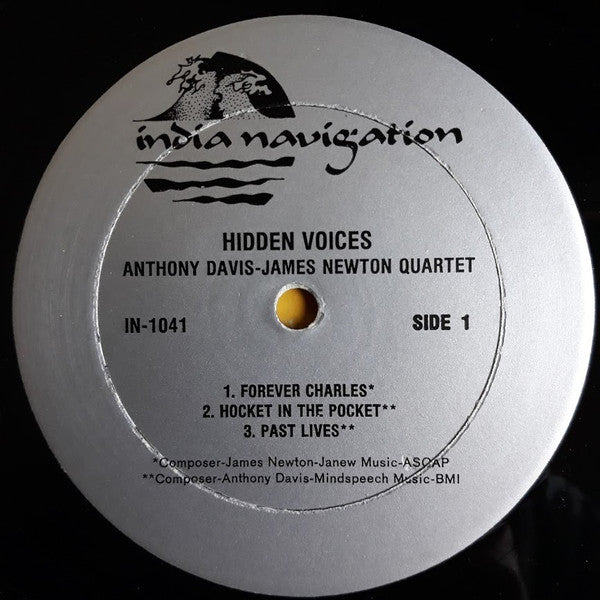 india navigation
HIDDEN VOICES
ANTHONY DAVIS-JAMES NEWTON QUARTET
IN-1041 SIDE 1
1. FOREVER CHARLES*
2. HOCKET IN THE POCKET**
3. PAST LIVES**
*Composer-James Newton-Janew Music-ASCAP
**Composer-Anthony Davis-Mindspeech Music-BMI